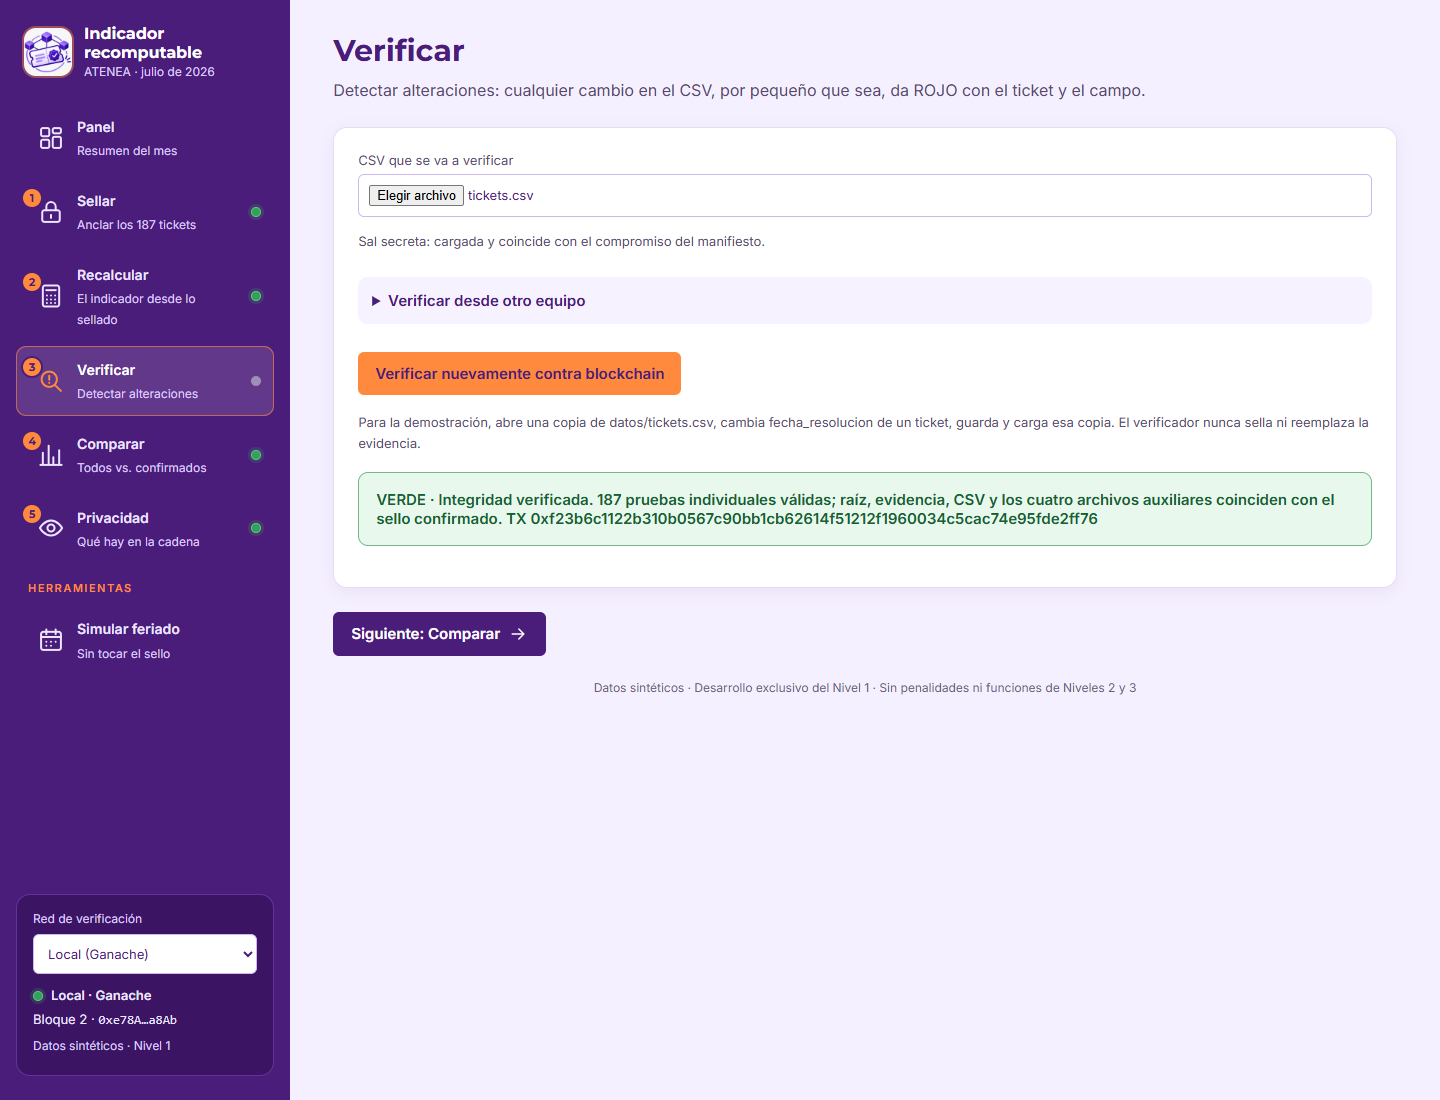 Indicador
recomputable
ATENEA · julio de 2026
Panel
Resumen del mes
1
Sellar
Anclar los 187 tickets
2
Recalcular
El indicador desde lo
sellado
3
Verificar
Detectar alteraciones
4
Comparar
Todos vs. confirmados
5
Privacidad
Qué hay en la cadena
HERRAMIENTAS
Simular feriado
Sin tocar el sello
Red de verificación
Local (Ganache)
Local · Ganache
Bloque 2 · 0xe78A…a8Ab
Datos sintéticos · Nivel 1
Verificar
Detectar alteraciones: cualquier cambio en el CSV, por pequeño que sea, da ROJO con el ticket y el campo.
CSV que se va a verificar
Elegir archivo tickets.csv
Sal secreta: cargada y coincide con el compromiso del manifiesto.
Verificar desde otro equipo
Verificar nuevamente contra blockchain
Para la demostración, abre una copia de datos/tickets.csv, cambia fecha_resolucion de un ticket, guarda y carga esa copia. El verificador nunca sella ni reemplaza la
evidencia.
VERDE · Integridad verificada. 187 pruebas individuales válidas; raíz, evidencia, CSV y los cuatro archivos auxiliares coinciden con el
sello confirmado. TX 0xf23b6c1122b310b0567c90bb1cb62614f51212f1960034c5cac74e95fde2ff76
Siguiente: Comparar →
Datos sintéticos · Desarrollo exclusivo del Nivel 1 · Sin penalidades ni funciones de Niveles 2 y 3